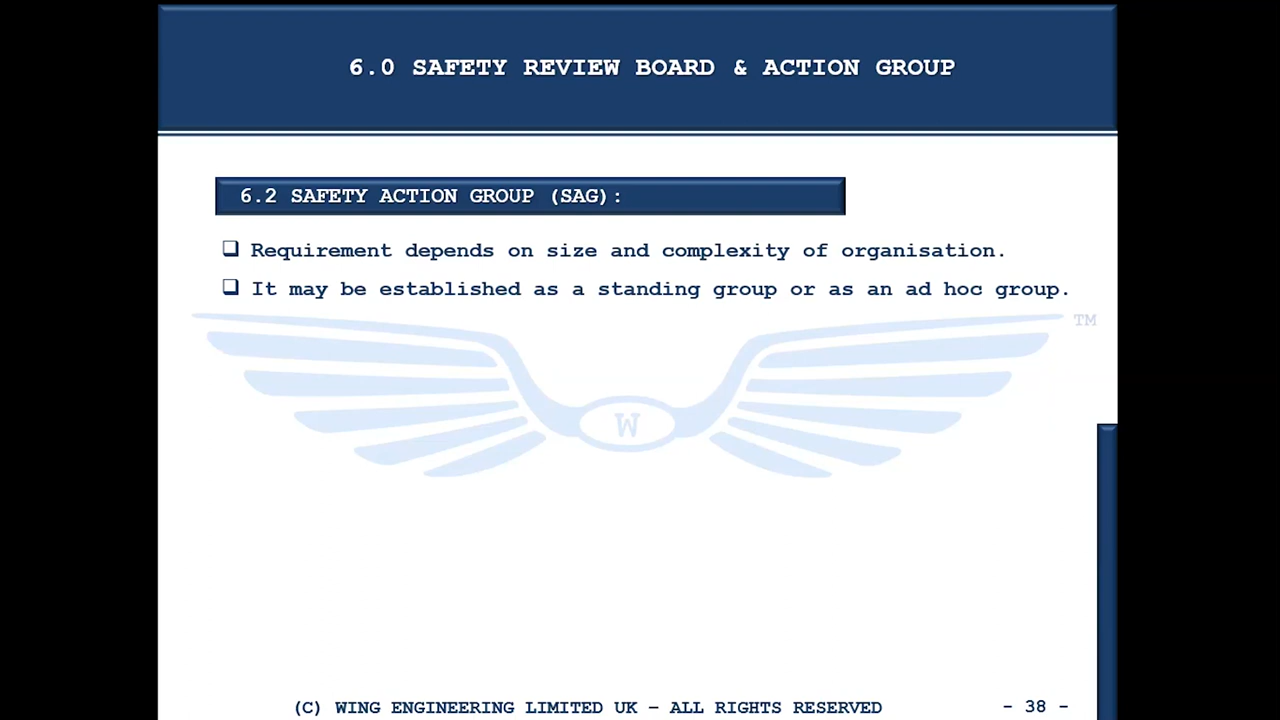 6.0 SAFETY REVIEW BOARD & ACTION GROUP
6.2 SAFETY ACTION GROUP (SAG):
❑ Requirement depends on size and complexity of organisation.
❑ It may be established as a standing group or as an ad hoc group.
TM
W
(C) WING ENGINEERING LIMITED UK – ALL RIGHTS RESERVED
- 38 -